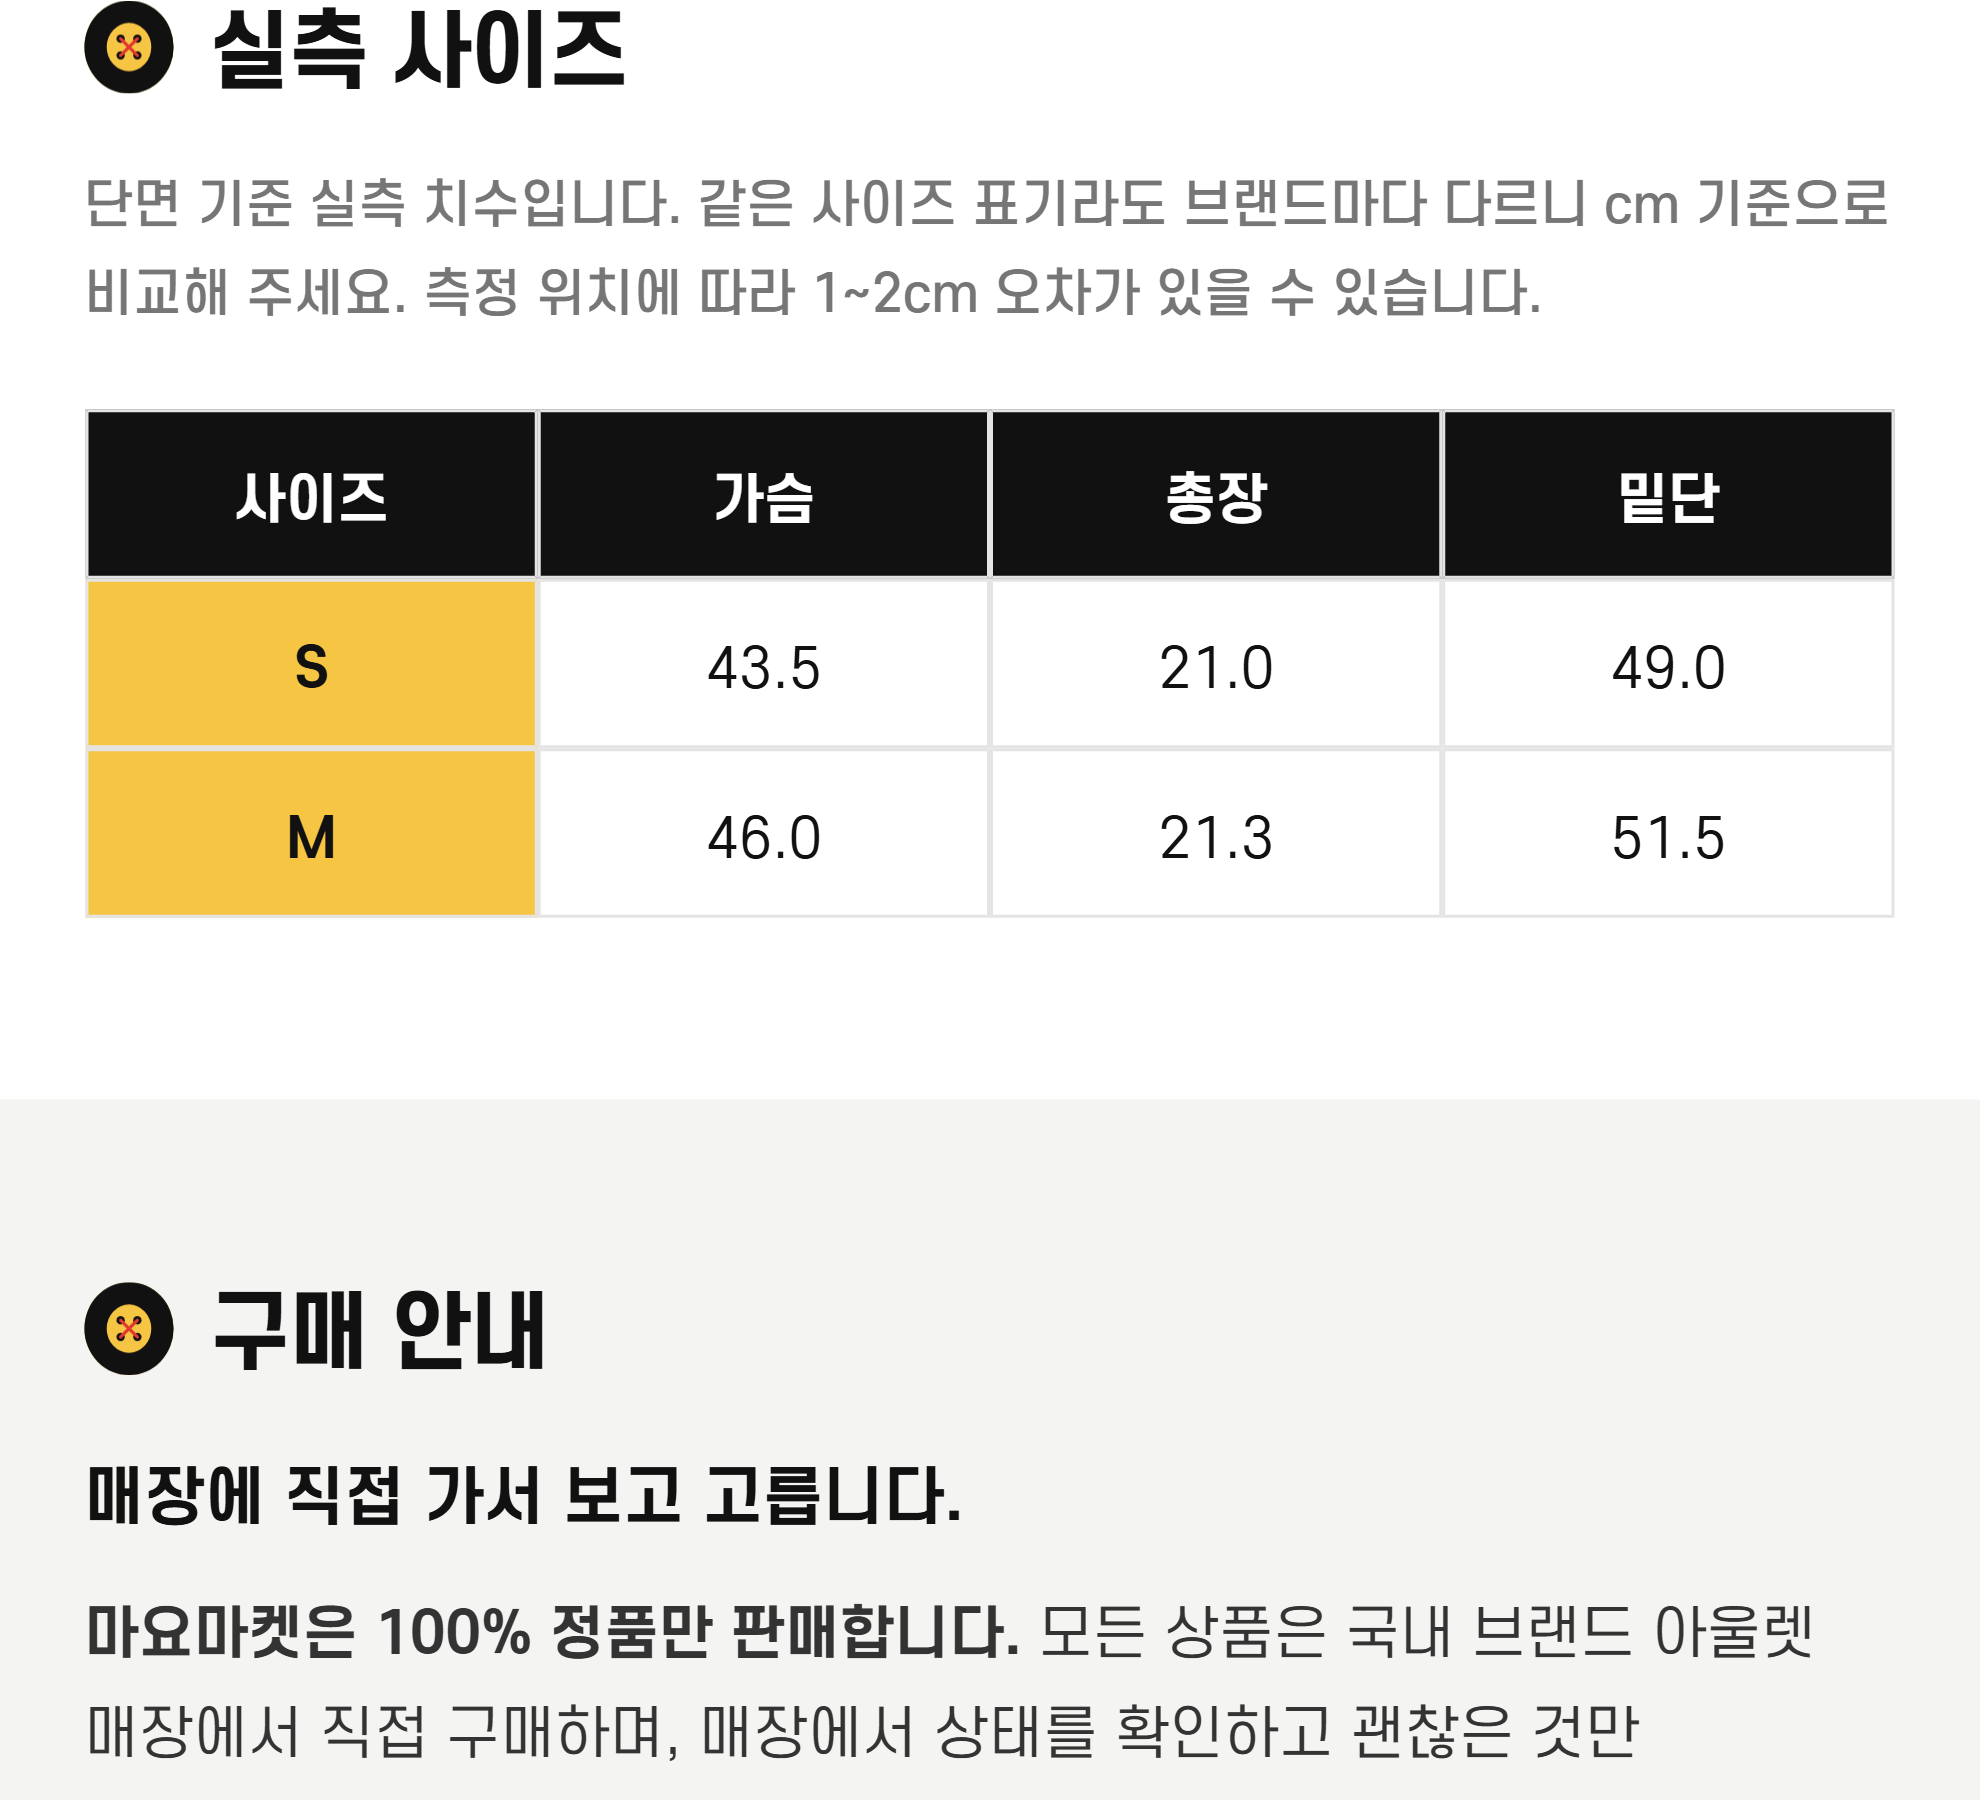 실측 사이즈
단면 기준 실측 치수입니다. 같은 사이즈 표기라도 브랜드마다 다르니 cm 기준으로
비교해 주세요. 측정 위치에 따라 1~2cm 오차가 있을 수 있습니다.
사이즈 가슴 총장 밑단
S 43.5 21.0 49.0
M 46.0 21.3 51.5
구매 안내
매장에 직접 가서 보고 고릅니다.
마요마켓은 100% 정품만 판매합니다. 모든 상품은 국내 브랜드 아울렛
매장에서 직접 구매하며, 매장에서 상태를 확인하고 괜찮은 것만